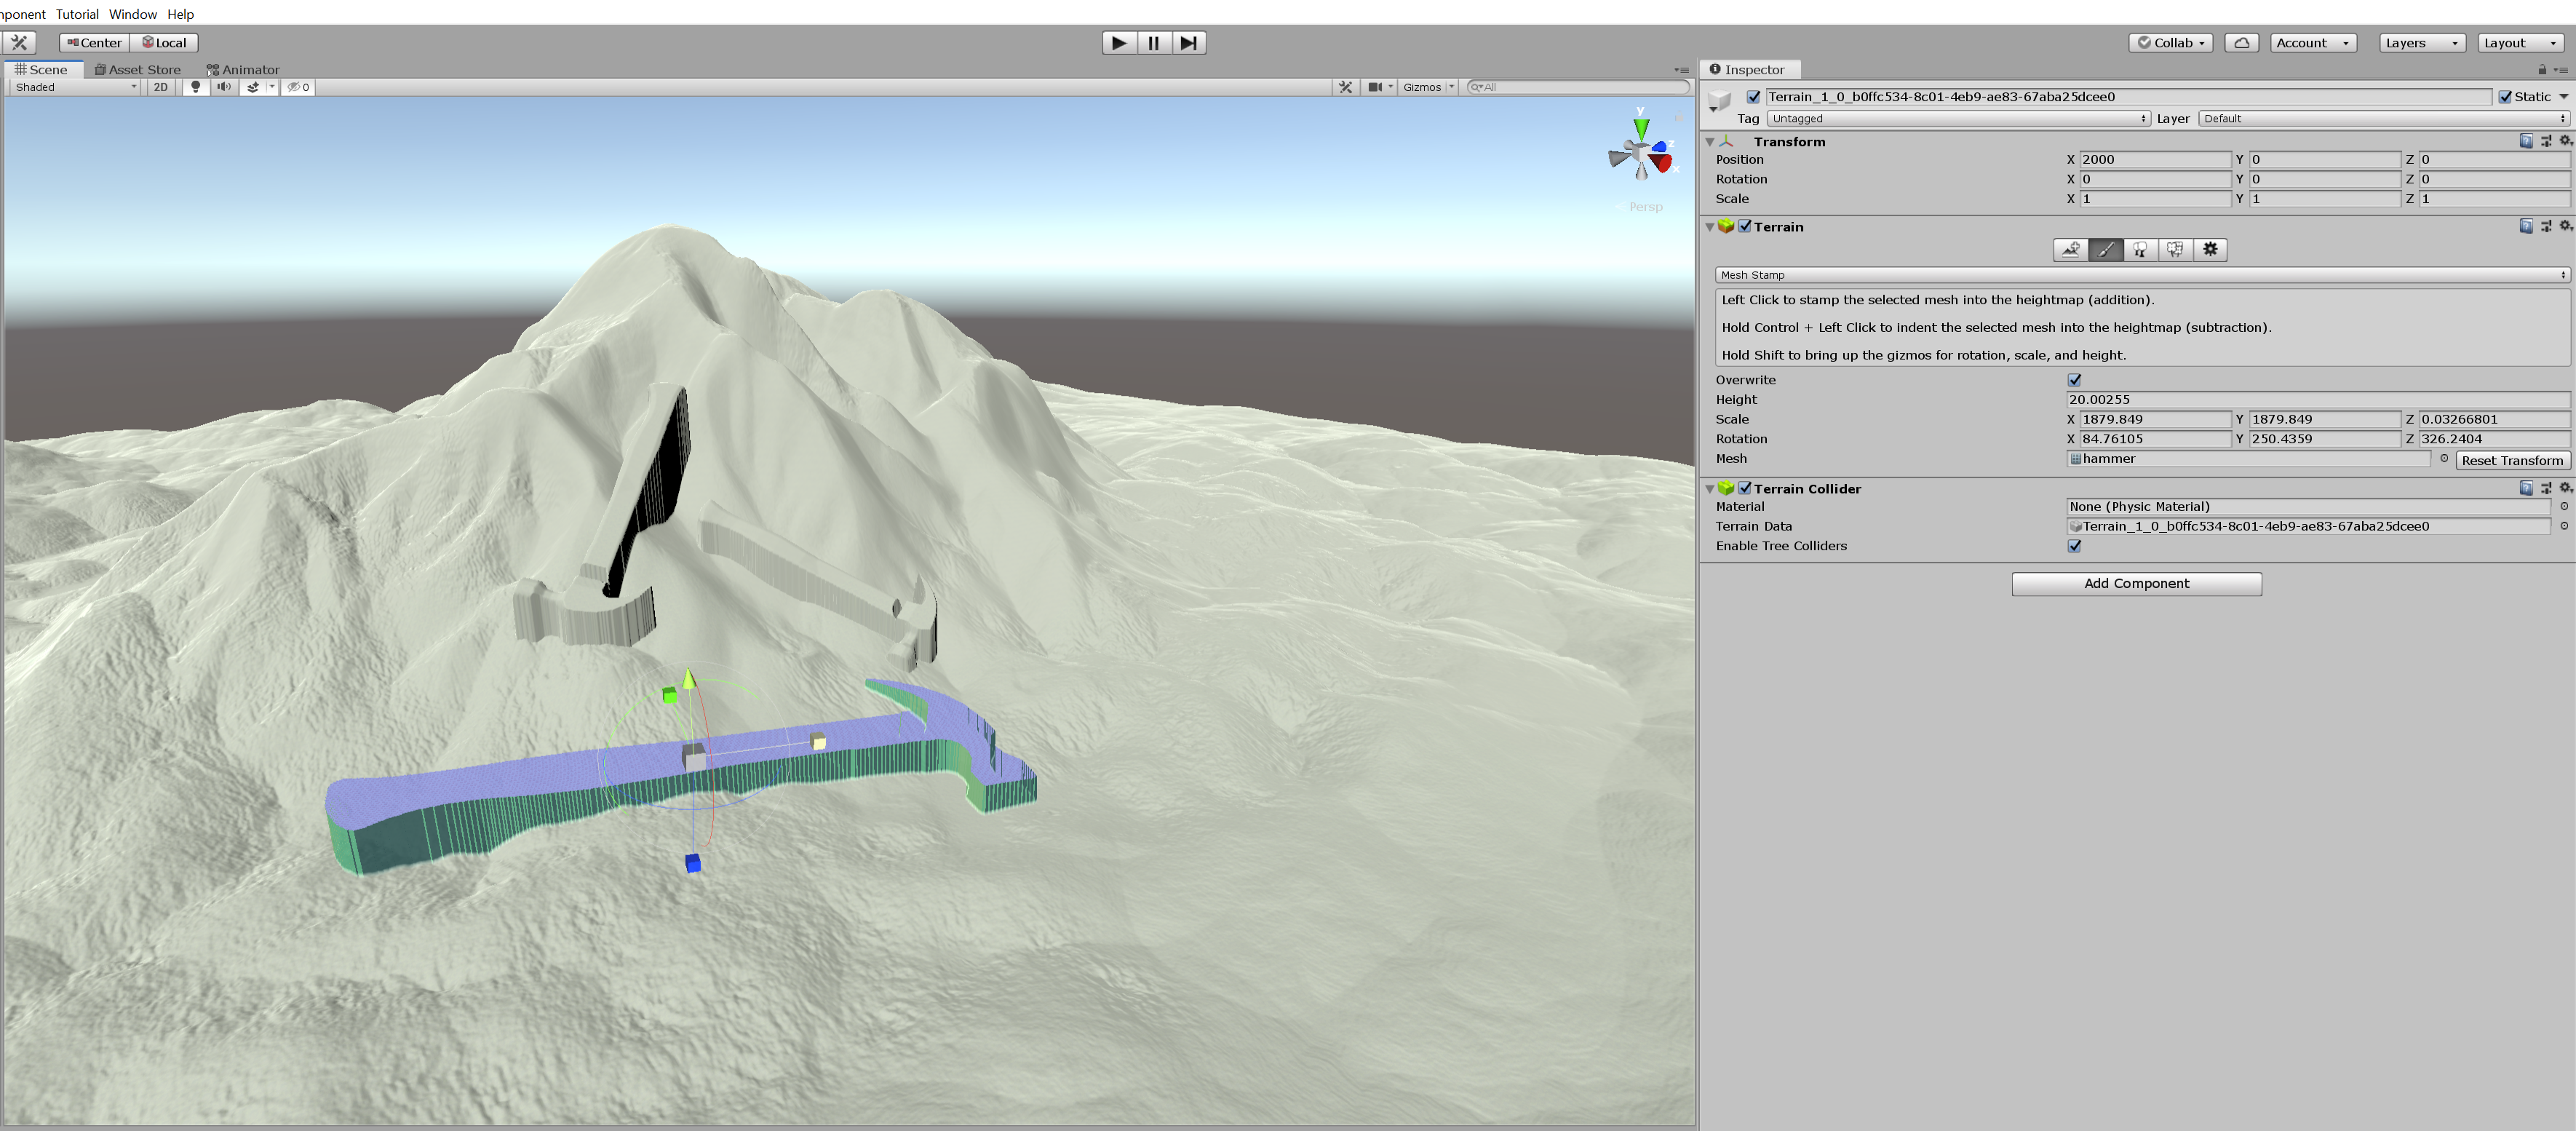 nponent Tutorial Window Help
Center Local Collab Account Layers Layout
Scene Asset Store Animator
Shaded 2D 0 Gizmos All
y
z
x
Persp
Inspector
Terrain_1_0_b0ffc534-8c01-4eb9-ae83-67aba25dcee0 Static
Tag Untagged Layer Default
Transform
Position X 2000 Y 0 Z 0
Rotation X 0 Y 0 Z 0
Scale X 1 Y 1 Z 1
Terrain
Mesh Stamp
Left Click to stamp the selected mesh into the heightmap (addition).
Hold Control + Left Click to indent the selected mesh into the heightmap (subtraction).
Hold Shift to bring up the gizmos for rotation, scale, and height.
Overwrite
Height 20.00255
Scale X 1879.849 Y 1879.849 Z 0.03266801
Rotation X 84.76105 Y 250.4359 Z 326.2404
Mesh hammer Reset Transform
Terrain Collider
Material None (Physic Material)
Terrain Data Terrain_1_0_b0ffc534-8c01-4eb9-ae83-67aba25dcee0
Enable Tree Colliders
Add Component